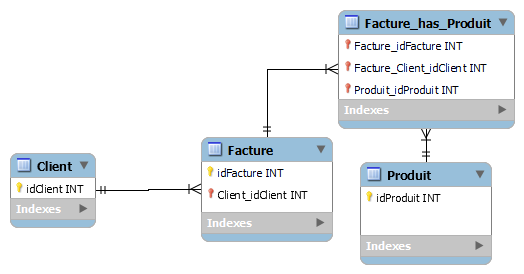 Facture_has_Produit
Facture_idFacture INT
Facture_Client_idClient INT
Produit_idProduit INT
Indexes
Facture
idFacture INT
Client_idClient INT
Indexes
Client
idClient INT
Indexes
Produit
idProduit INT
Indexes